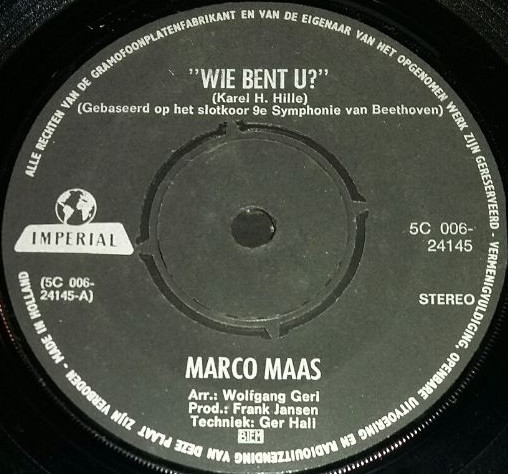 ALLE RECHTEN VAN DE GRAMOFOONPLATENFABRIKANT EN VAN DE EIGENAAR VAN HET OPGENOMEN WERK ZIJN GERESERVEERD - VERMENIGVULDIGING, OPENBARE UITVOERING EN RADIOUITZENDING VAN DEZE PLAAT ZIJN VERBODEN - MADE IN HOLLAND
"WIE BENT U?"
(Karel H. Hille)
(Gebaseerd op het slotkoor 9e Symphonie van Beethoven)
IMPERIAL
5C 006-
24145
(5C 006-
24145-A)
STEREO
MARCO MAAS
Arr.: Wolfgang Gerl
Prod.: Frank Jansen
Techniek: Ger Hall
BIEM